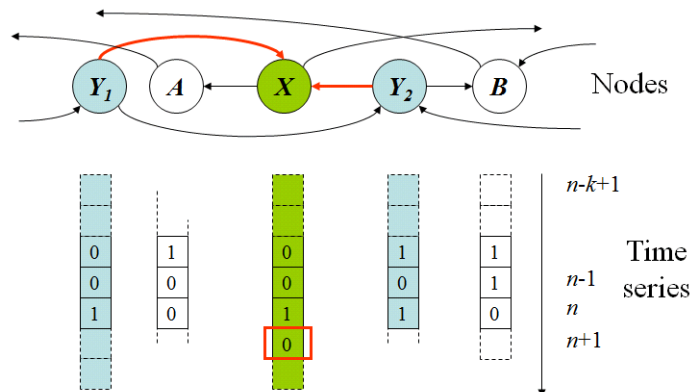 Y1 A X Y2 B Nodes
n-k+1
0 1 0 1 1 Time
0 0 0 0 1 n-1 series
1 0 1 1 0 n
0 n+1